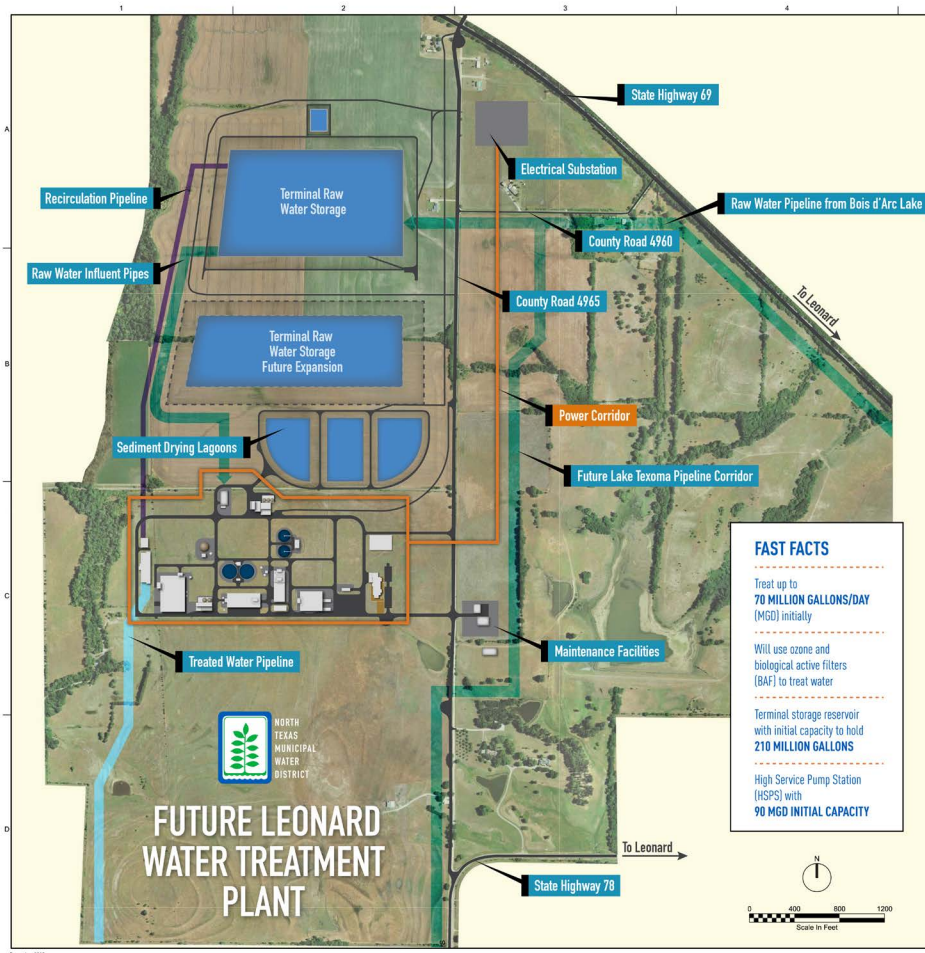 1
2
3
4
A
B
C
D
State Highway 69
Electrical Substation
Recirculation Pipeline
Terminal Raw
Water Storage
Raw Water Pipeline from Bois d'Arc Lake
County Road 4960
Raw Water Influent Pipes
County Road 4965
To Leonard
Terminal Raw
Water Storage
Future Expansion
Power Corridor
Sediment Drying Lagoons
Future Lake Texoma Pipeline Corridor
FAST FACTS
Treat up to
70 MILLION GALLONS/DAY
(MGD) initially
Will use ozone and
biological active filters
(BAF) to treat water
Terminal storage reservoir
with initial capacity to hold
210 MILLION GALLONS
High Service Pump Station
(HSPS) with
90 MGD INITIAL CAPACITY
Maintenance Facilities
Treated Water Pipeline
NORTH
TEXAS
MUNICIPAL
WATER
DISTRICT
FUTURE LEONARD
WATER TREATMENT
PLANT
To Leonard
State Highway 78
N
0 400 800 1200
Scale In Feet